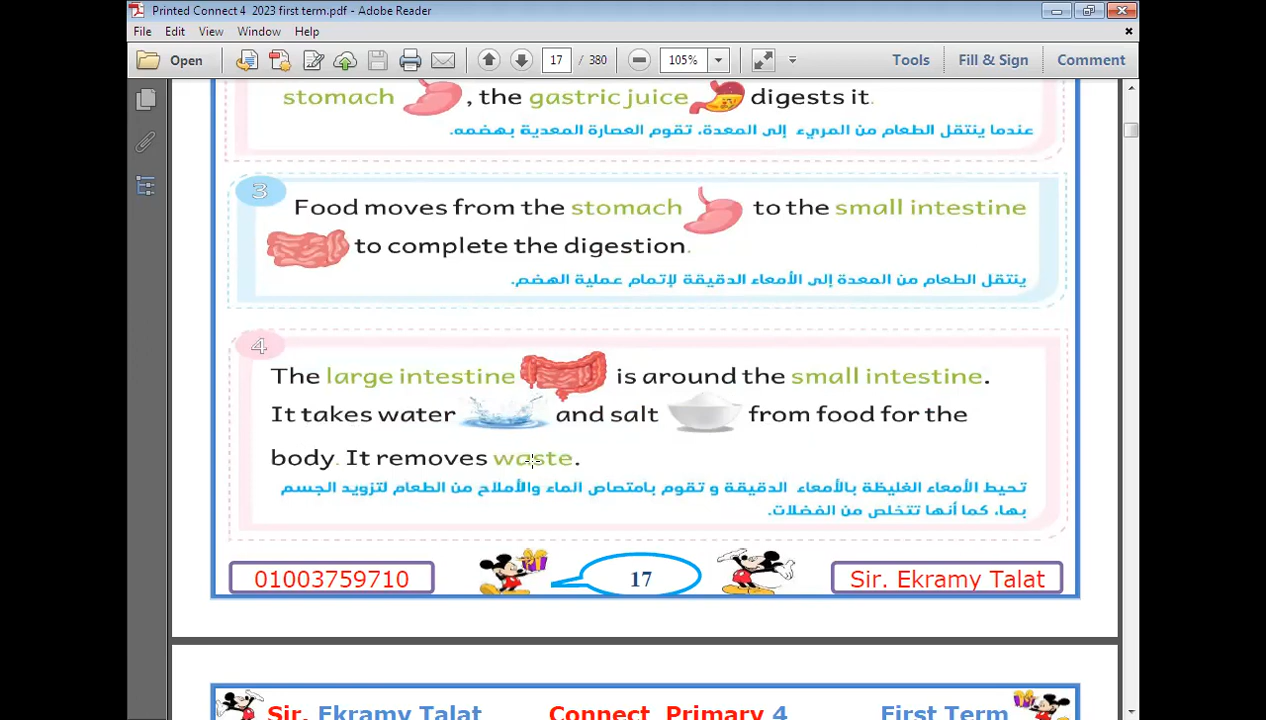 Printed Connect 4 2023 first term.pdf - Adobe Reader
File Edit View Window Help
Open 17 / 380 105% Tools Fill & Sign Comment
stomach , the gastric juice digests it.
عندما ينتقل الطعام من المريء إلى المعدة، تقوم العصارة المعدية بهضمه.
3
Food moves from the stomach to the small intestine
to complete the digestion.
ينتقل الطعام من المعدة إلى الأمعاء الدقيقة لإتمام عملية الهضم.
4
The large intestine is around the small intestine.
It takes water and salt from food for the
body. It removes waste.
تحيط الأمعاء الغليظة بالأمعاء الدقيقة و تقوم بامتصاص الماء والأملاح من الطعام لتزويد الجسم
بها، كما أنها تتخلص من الفضلات.
01003759710 17 Sir. Ekramy Talat
Sir. Ekramy Talat Connect Primary 4 First Term